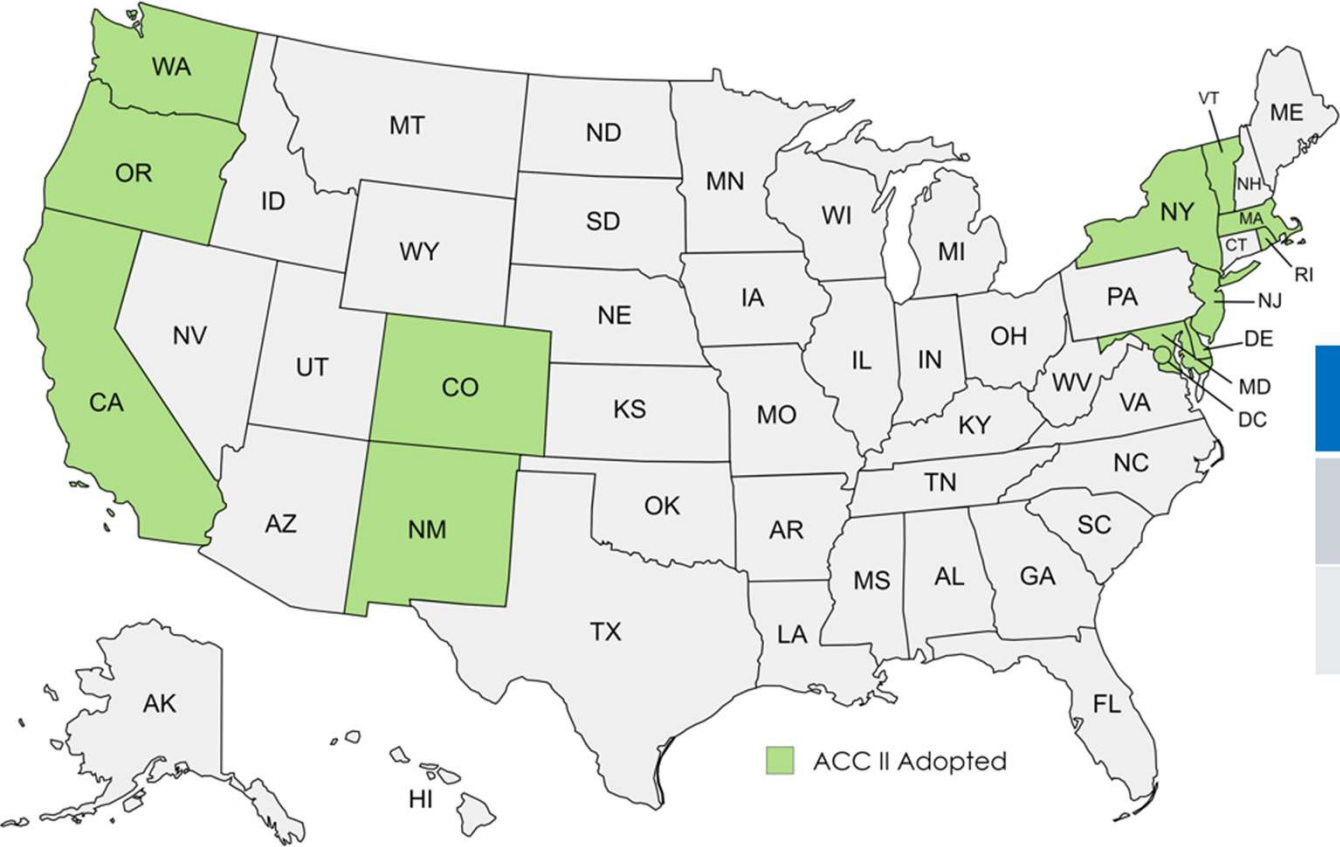 WA
MT
ND
MN
ME
VT
OR
ID
SD
WI
MI
NH
NY
MA
WY
CT
RI
IA
PA
NJ
NE
NV
UT
CO
IL
IN
OH
DE
WV
MD
CA
KS
MO
VA
DC
KY
NC
TN
OK
AZ
NM
AR
SC
MS
AL
GA
TX
LA
AK
FL
ACC II Adopted
HI